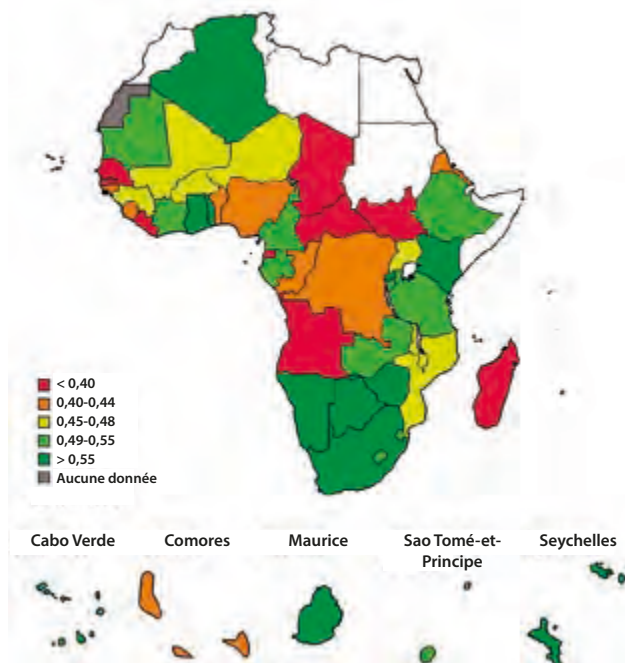 < 0,40
0,40-0,44
0,45-0,48
0,49-0,55
> 0,55
Aucune donnée
Cabo Verde
Comores
Maurice
Sao Tomé-et-
Principe
Seychelles